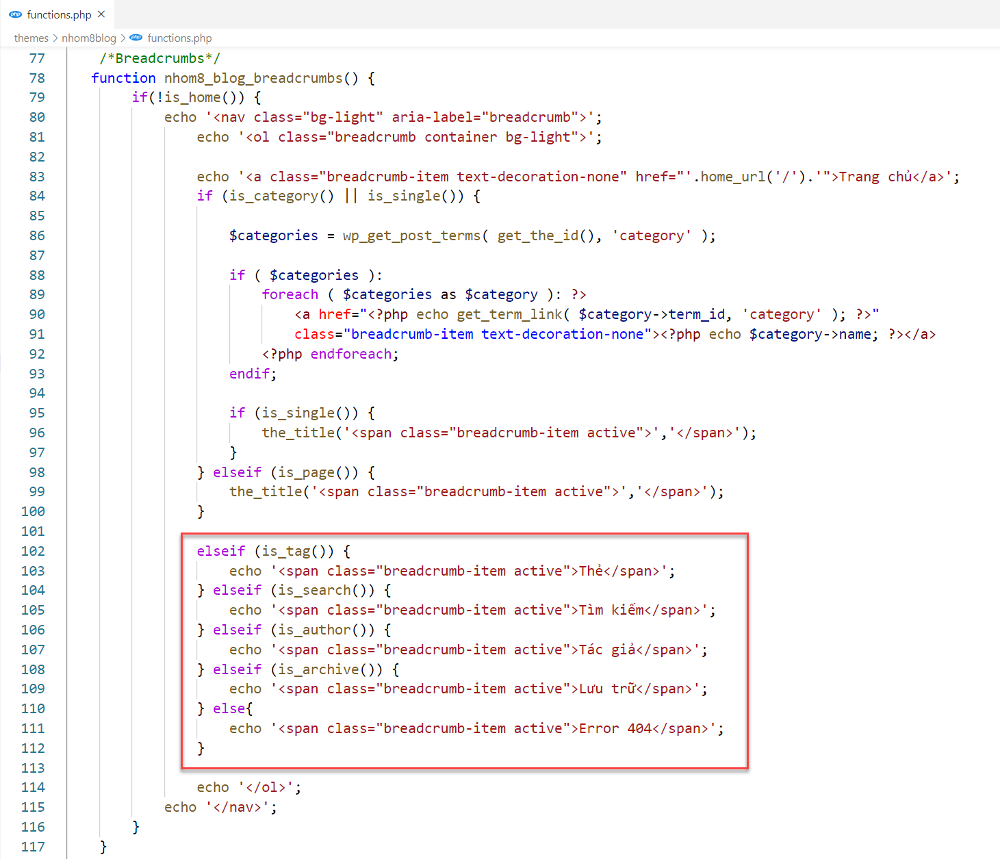 php functions.php ×
themes > nhom8blog > php functions.php
77 /*Breadcrumbs*/
78 function nhom8_blog_breadcrumbs() {
79 if(!is_home()) {
80 echo '<nav class="bg-light" aria-label="breadcrumb">';
81 echo '<ol class="breadcrumb container bg-light">';
82
83 echo '<a class="breadcrumb-item text-decoration-none" href="'.home_url('/').'">Trang chủ</a>';
84 if (is_category() || is_single()) {
85
86 $categories = wp_get_post_terms( get_the_id(), 'category' );
87
88 if ( $categories ):
89 foreach ( $categories as $category ): ?>
90 <a href="<?php echo get_term_link( $category->term_id, 'category' ); ?>"
91 class="breadcrumb-item text-decoration-none"><?php echo $category->name; ?></a>
92 <?php endforeach;
93 endif;
94
95 if (is_single()) {
96 the_title('<span class="breadcrumb-item active">','</span>');
97 }
98 } elseif (is_page()) {
99 the_title('<span class="breadcrumb-item active">','</span>');
100 }
101
102 elseif (is_tag()) {
103 echo '<span class="breadcrumb-item active">Thẻ</span>';
104 } elseif (is_search()) {
105 echo '<span class="breadcrumb-item active">Tìm kiếm</span>';
106 } elseif (is_author()) {
107 echo '<span class="breadcrumb-item active">Tác giả</span>';
108 } elseif (is_archive()) {
109 echo '<span class="breadcrumb-item active">Lưu trữ</span>';
110 } else{
111 echo '<span class="breadcrumb-item active">Error 404</span>';
112 }
113
114 echo '</ol>';
115 echo '</nav>';
116 }
117 }